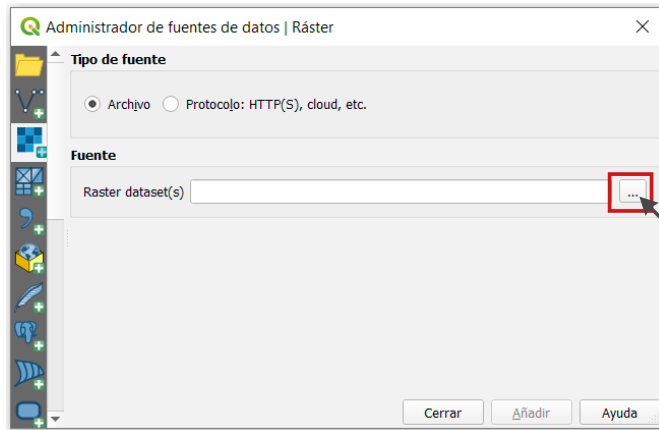 Administrador de fuentes de datos | Ráster
Tipo de fuente
Archivo Protocolo: HTTP(S), cloud, etc.
Fuente
Raster dataset(s) ...
Cerrar Añadir Ayuda